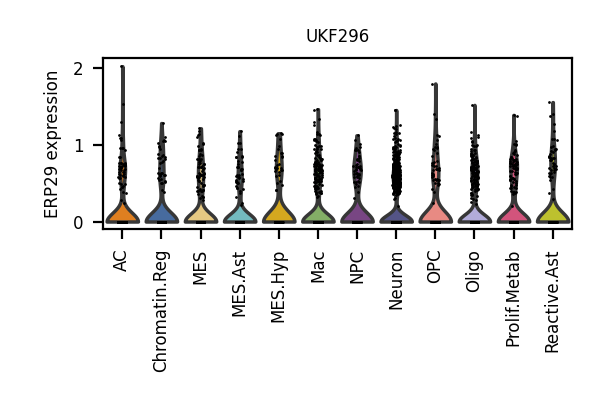 UKF296
ERP29 expression
2
1
0
AC
Chromatin.Reg
MES
MES.Ast
MES.Hyp
Mac
NPC
Neuron
OPC
Oligo
Prolif.Metab
Reactive.Ast